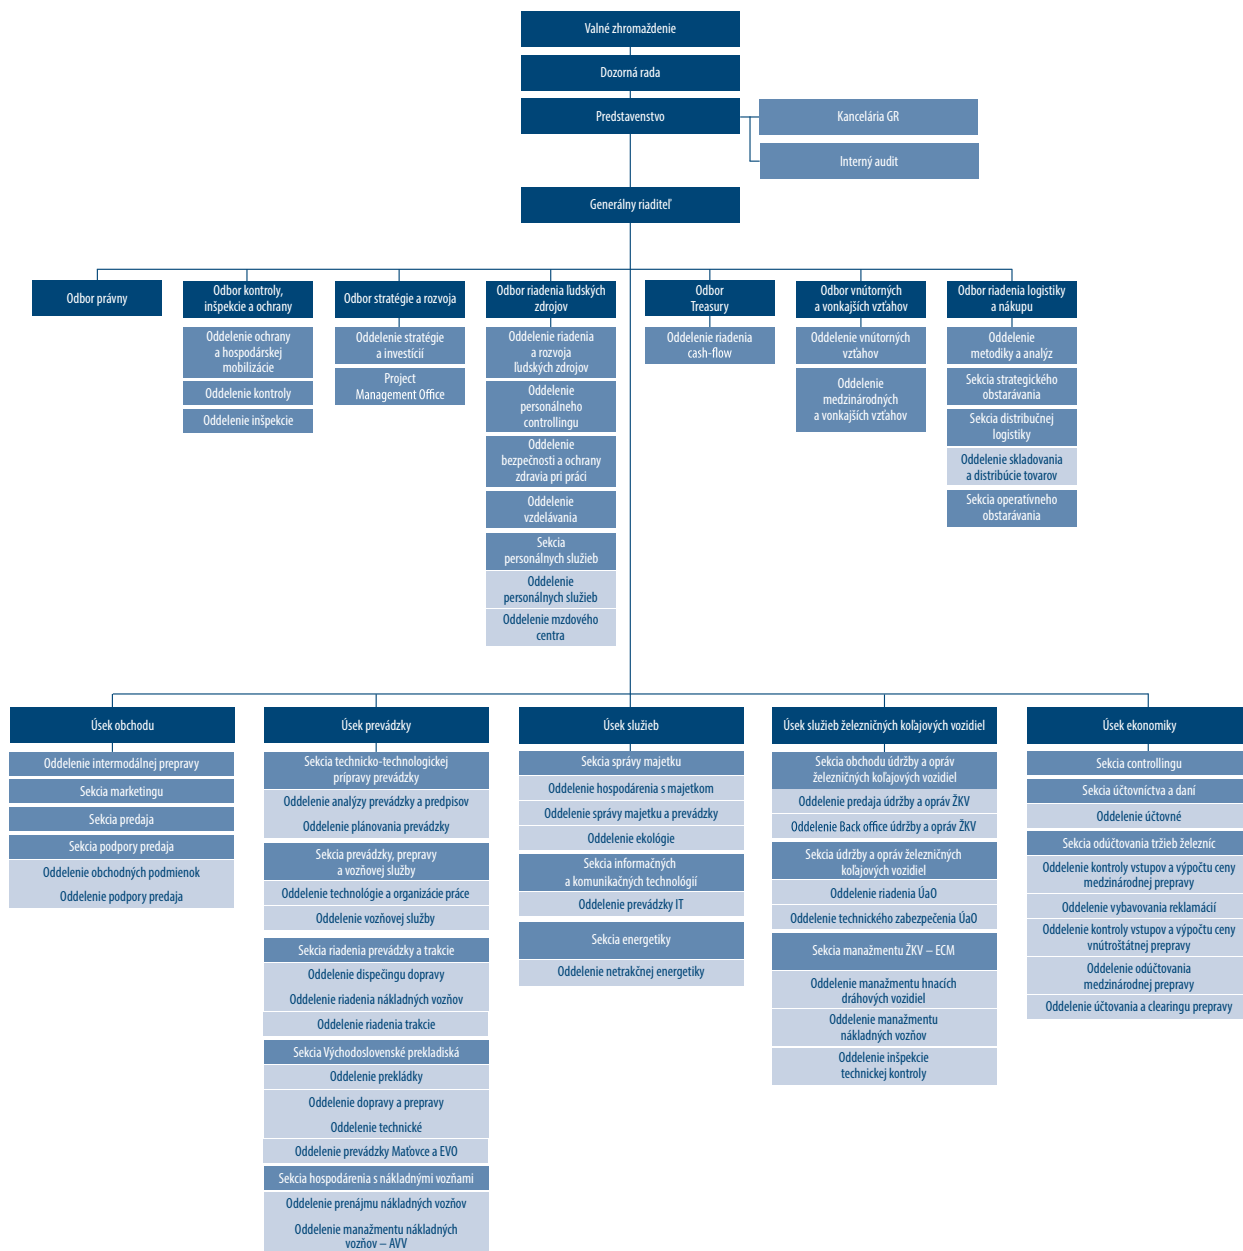 Valné zhromaždenie
Dozorná rada
Predstavenstvo
Kancelária GR
Interný audit
Generálny riaditeľ
Odbor právny
Odbor kontroly,
inšpekcie a ochrany
Oddelenie ochrany
a hospodárskej
mobilizácie
Oddelenie kontroly
Oddelenie inšpekcie
Odbor stratégie a rozvoja
Oddelenie stratégie
a investícií
Project
Management Office
Odbor riadenia ľudských
zdrojov
Oddelenie riadenia
a rozvoja
ľudských zdrojov
Oddelenie
personálneho
controllingu
Oddelenie
bezpečnosti a ochrany
zdravia pri práci
Oddelenie
vzdelávania
Sekcia
personálnych služieb
Oddelenie
personálnych služieb
Oddelenie mzdového
centra
Odbor
Treasury
Oddelenie riadenia
cash-flow
Odbor vnútorných
a vonkajších vzťahov
Oddelenie vnútorných
vzťahov
Oddelenie
medzinárodných
a vonkajších vzťahov
Odbor riadenia logistiky
a nákupu
Oddelenie
metodiky a analýz
Sekcia strategického
obstarávania
Sekcia distribučnej
logistiky
Oddelenie skladovania
a distribúcie tovarov
Sekcia operatívneho
obstarávania
Úsek obchodu
Oddelenie intermodálnej prepravy
Sekcia marketingu
Sekcia predaja
Sekcia podpory predaja
Oddelenie obchodných podmienok
Oddelenie podpory predaja
Úsek prevádzky
Sekcia technicko-technologickej
prípravy prevádzky
Oddelenie analýzy prevádzky a predpisov
Oddelenie plánovania prevádzky
Sekcia prevádzky, prepravy
a vozňovej služby
Oddelenie technológie a organizácie práce
Oddelenie vozňovej služby
Sekcia riadenia prevádzky a trakcie
Oddelenie dispečingu dopravy
Oddelenie riadenia nákladných vozňov
Oddelenie riadenia trakcie
Sekcia Východoslovenské prekladiská
Oddelenie prekládky
Oddelenie dopravy a prepravy
Oddelenie technické
Oddelenie prevádzky Maťovce a EVO
Sekcia hospodárenia s nákladnými vozňami
Oddelenie prenájmu nákladných vozňov
Oddelenie manažmentu nákladných
vozňov – AVV
Úsek služieb
Sekcia správy majetku
Oddelenie hospodárenia s majetkom
Oddelenie správy majetku a prevádzky
Oddelenie ekológie
Sekcia informačných
a komunikačných technológií
Oddelenie prevádzky IT
Sekcia energetiky
Oddelenie netrakčnej energetiky
Úsek služieb železničných koľajových vozidiel
Sekcia obchodu údržby a opráv
železničných koľajových vozidiel
Oddelenie predaja údržby a opráv ŽKV
Oddelenie Back office údržby a opráv ŽKV
Sekcia údržby a opráv železničných
koľajových vozidiel
Oddelenie riadenia ÚaO
Oddelenie technického zabezpečenia ÚaO
Sekcia manažmentu ŽKV – ECM
Oddelenie manažmentu hnacích
dráhových vozidiel
Oddelenie manažmentu
nákladných vozňov
Oddelenie inšpekcie
technickej kontroly
Úsek ekonomiky
Sekcia controllingu
Sekcia účtovníctva a daní
Oddelenie účtovné
Sekcia odúčtovania tržieb železníc
Oddelenie kontroly vstupov a výpočtu ceny
medzinárodnej prepravy
Oddelenie vybavovania reklamácií
Oddelenie kontroly vstupov a výpočtu ceny
vnútroštátnej prepravy
Oddelenie odúčtovania
medzinárodnej prepravy
Oddelenie účtovania a clearingu prepravy